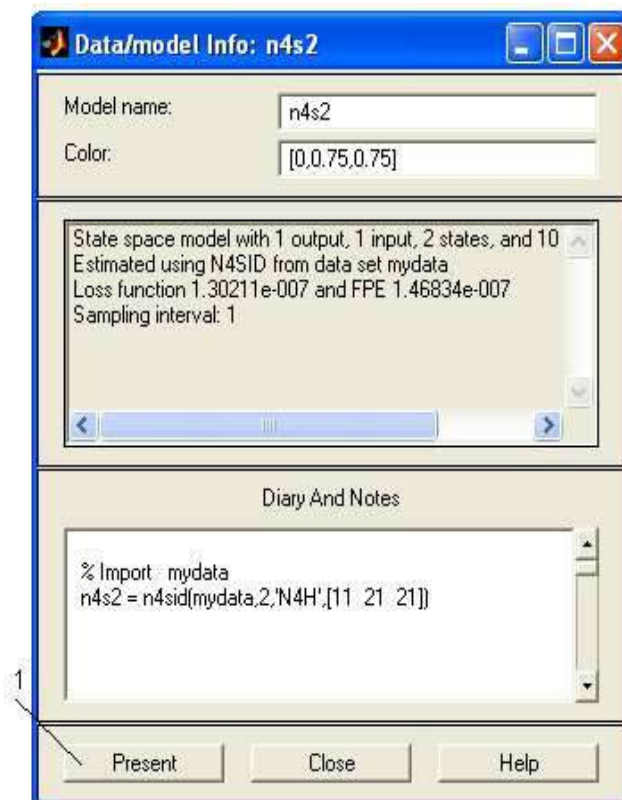 Data/model Info: n4s2
Model name:
n4s2
Color:
[0,0.75,0.75]
State space model with 1 output, 1 input, 2 states, and 10
Estimated using N4SID from data set mydata
Loss function 1.30211e-007 and FPE 1.46834e-007
Sampling interval: 1
Diary And Notes
% Import mydata
n4s2 = n4sid(mydata,2,'N4H',[11 21 21])
1
Present
Close
Help